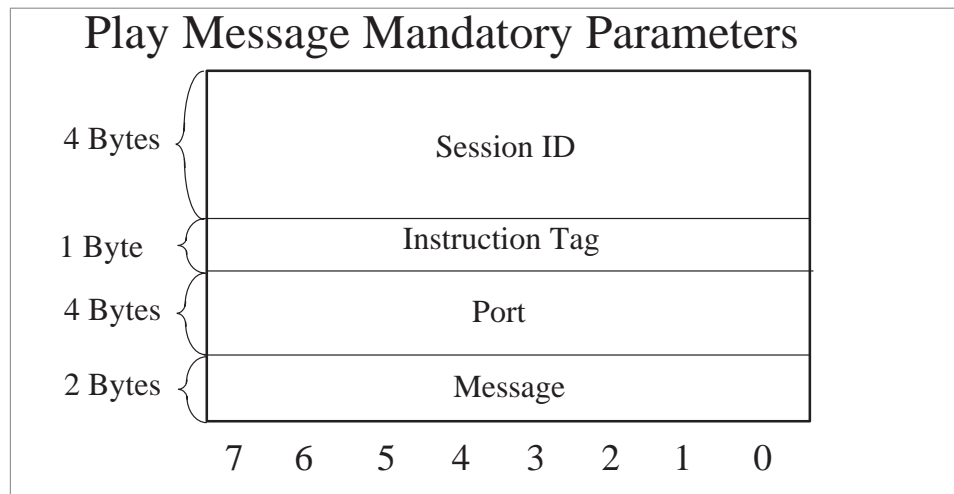 Play Message Mandatory Parameters
4 Bytes
Session ID
1 Byte
Instruction Tag
4 Bytes
Port
2 Bytes
Message
7 6 5 4 3 2 1 0